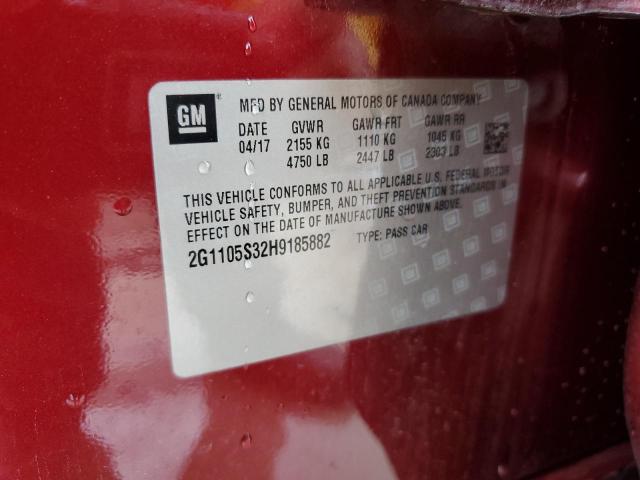 GM
MFD BY GENERAL MOTORS OF CANADA COMPANY
DATE GVWR GAWR FRT GAWR RR
04/17 2155 KG 1110 KG 1045 KG
4750 LB 2447 LB 2303 LB
THIS VEHICLE CONFORMS TO ALL APPLICABLE U.S. FEDERAL MOTOR
VEHICLE SAFETY, BUMPER, AND THEFT PREVENTION STANDARDS IN
EFFECT ON THE DATE OF MANUFACTURE SHOWN ABOVE.
2G1105S32H9185882 TYPE: PASS CAR